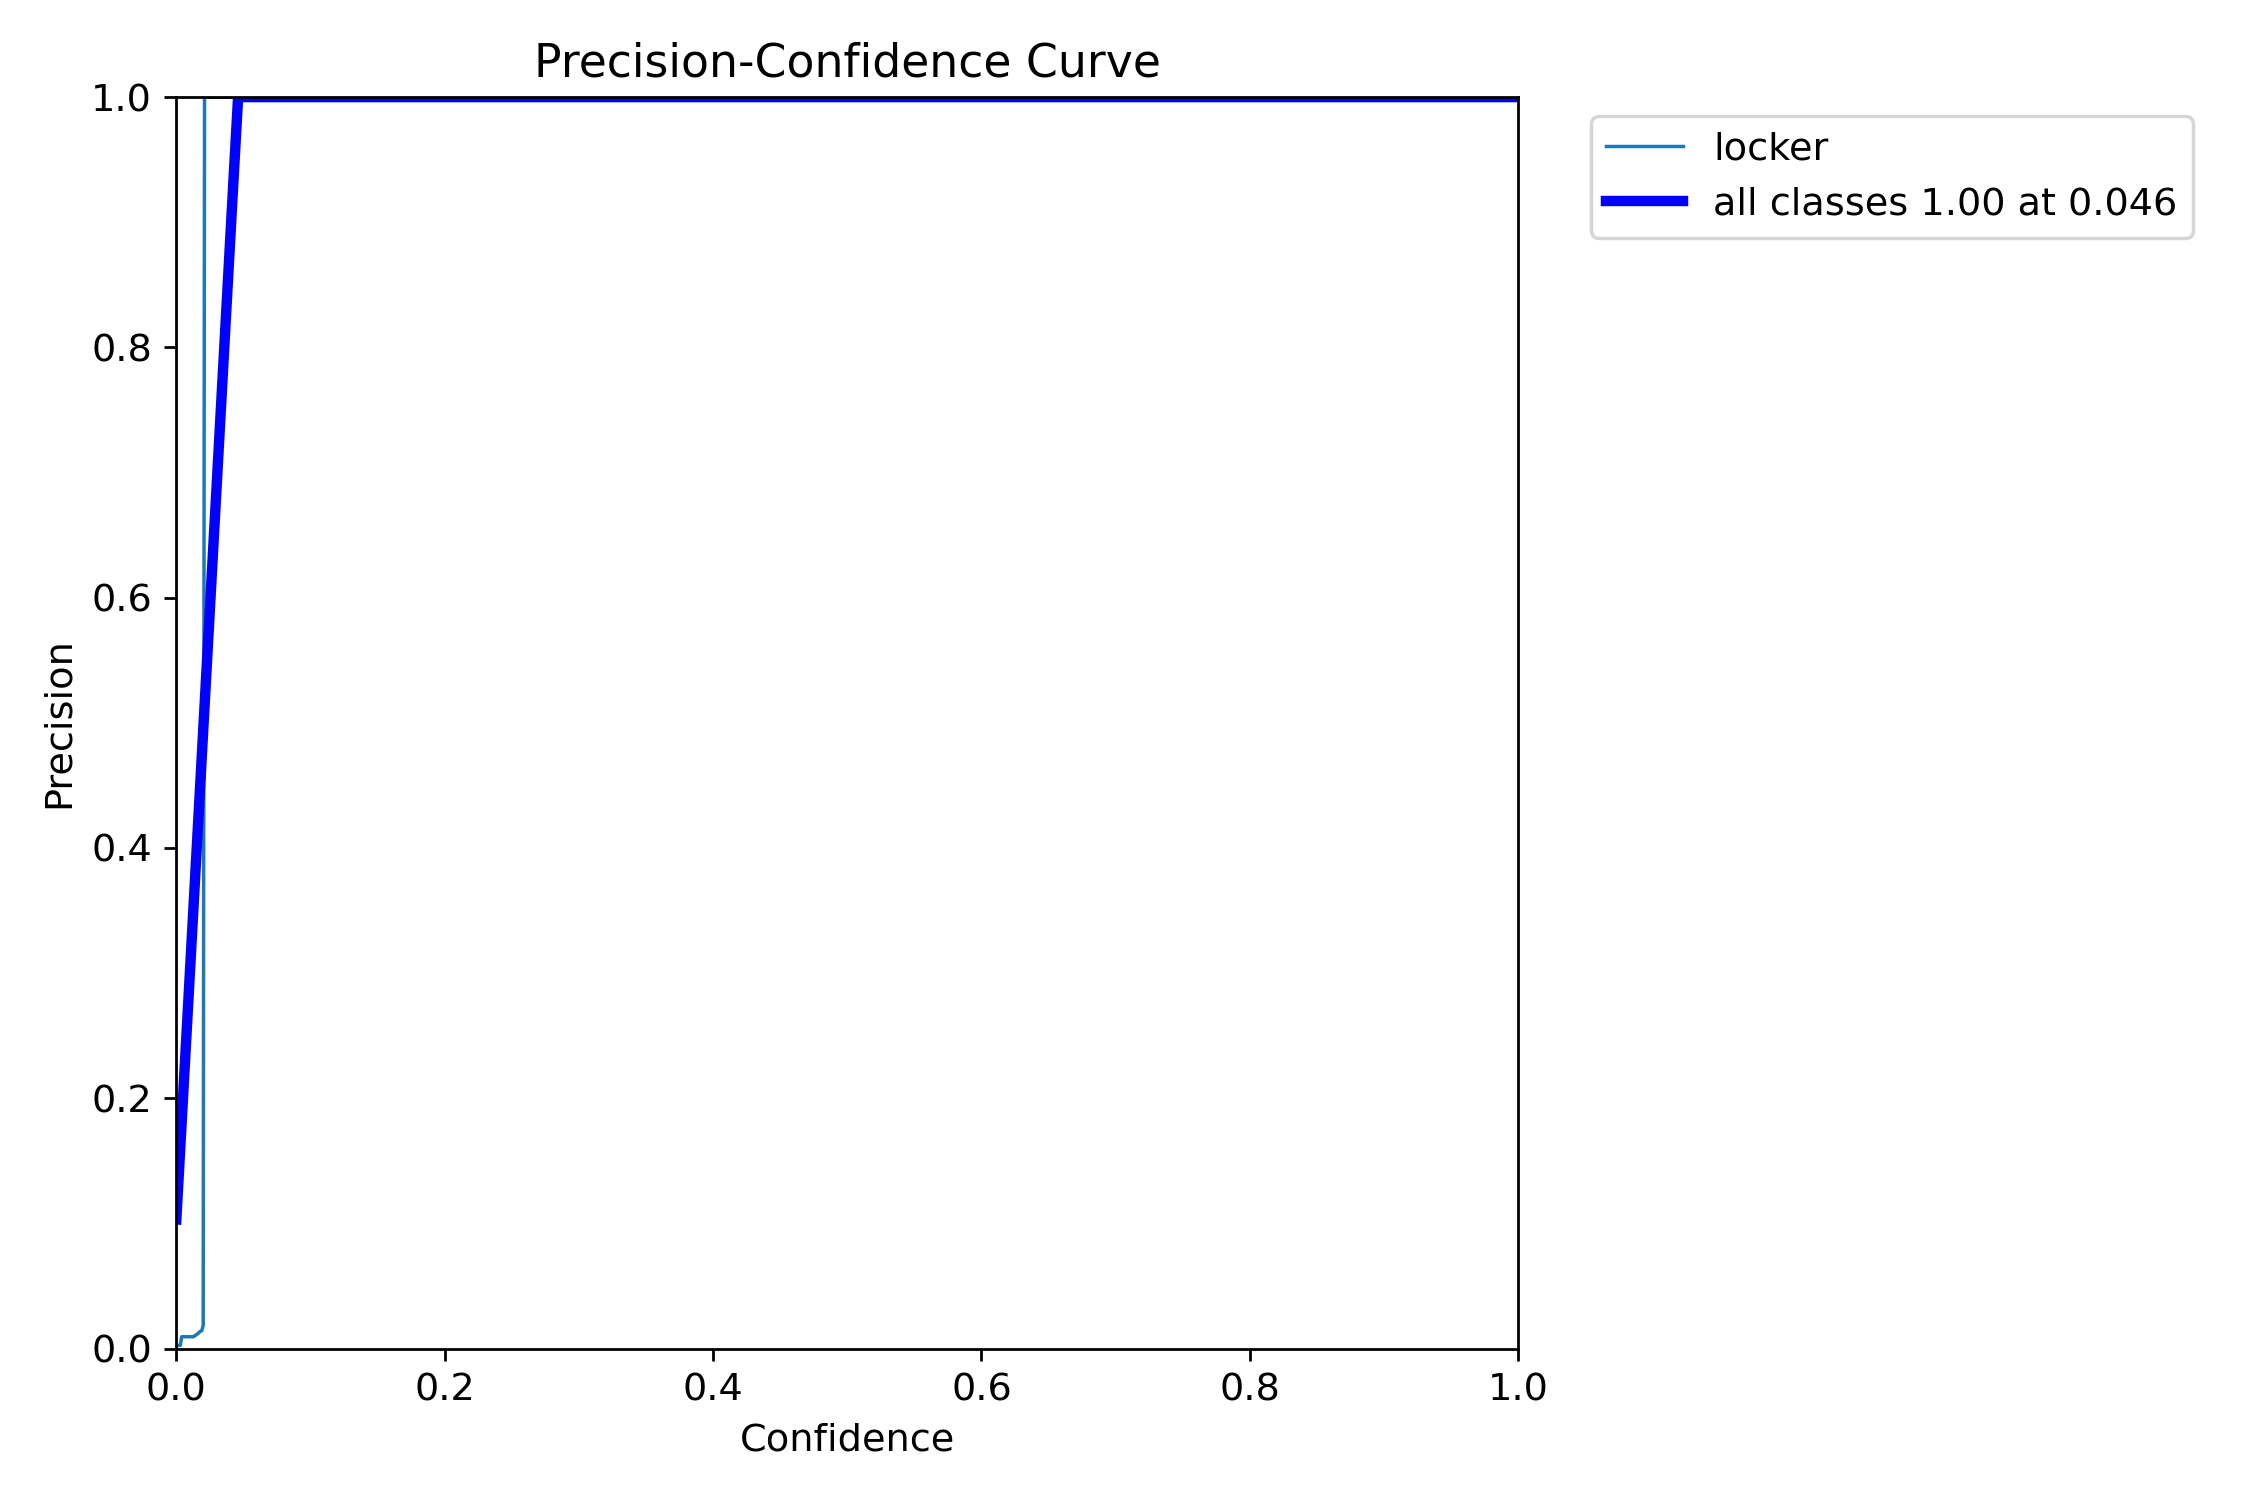 Precision-Confidence Curve
1.0
0.8
0.6
0.4
0.2
0.0
Precision
0.0 0.2 0.4 0.6 0.8 1.0
Confidence
locker
all classes 1.00 at 0.046